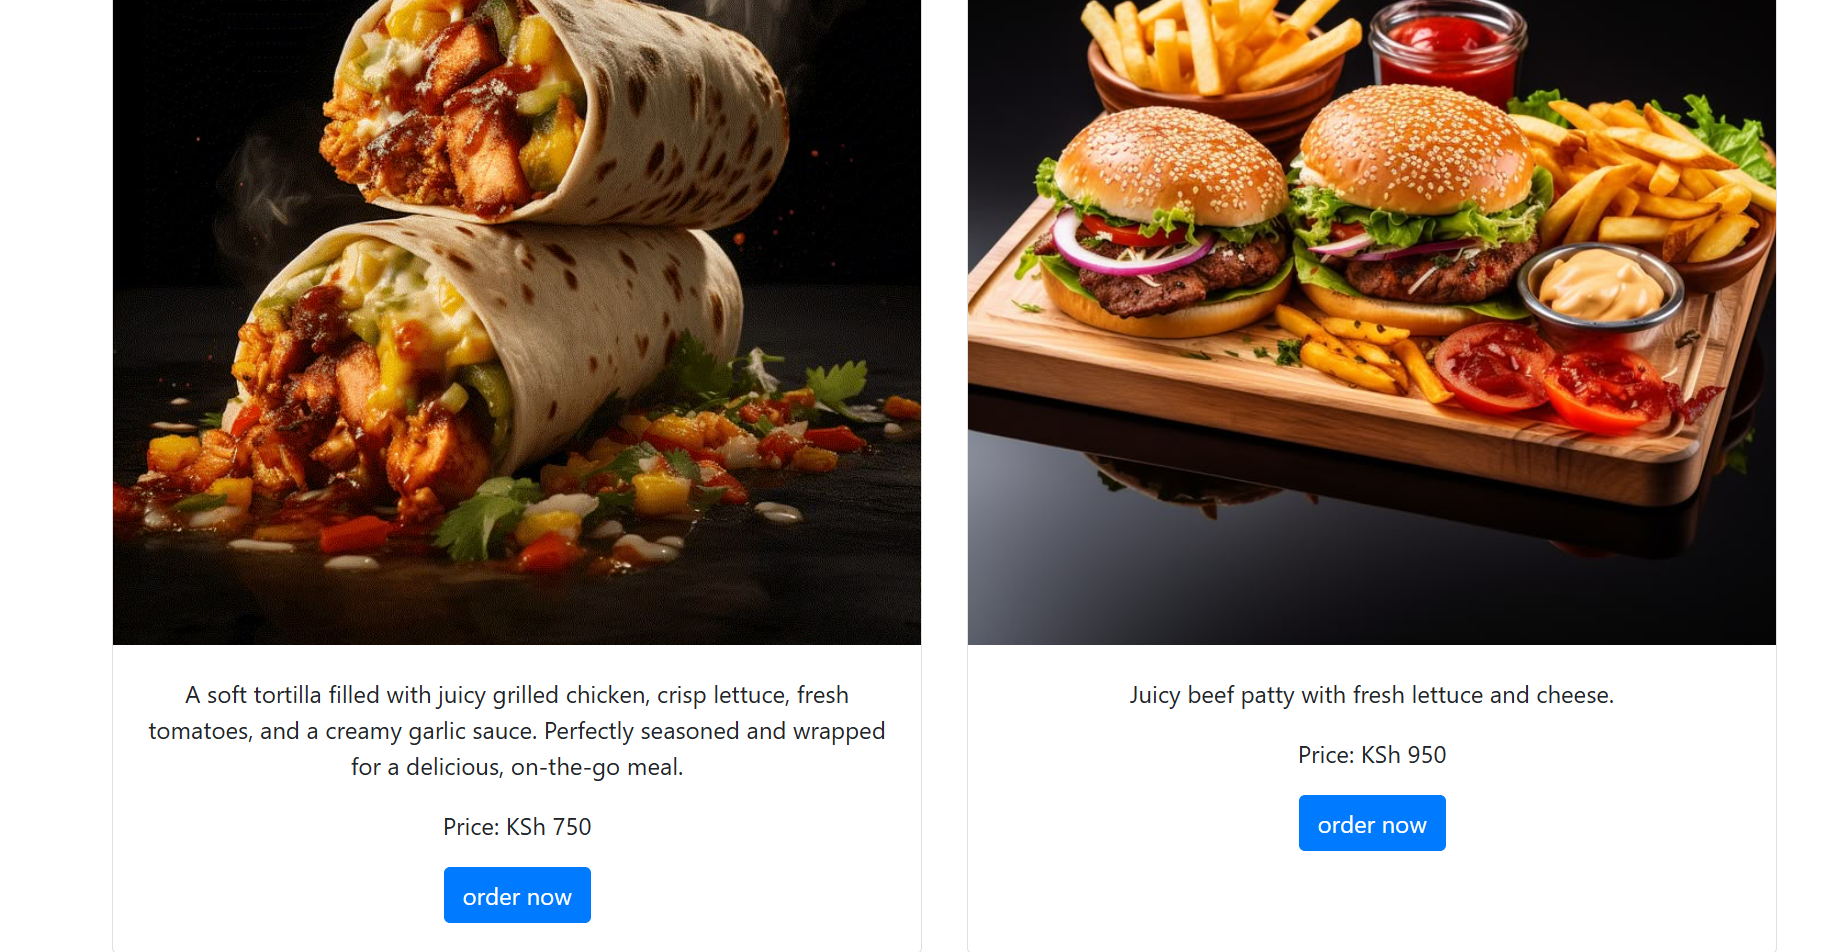 A soft tortilla filled with juicy grilled chicken, crisp lettuce, fresh
tomatoes, and a creamy garlic sauce. Perfectly seasoned and wrapped
for a delicious, on-the-go meal.
Price: KSh 750
order now
Juicy beef patty with fresh lettuce and cheese.
Price: KSh 950
order now